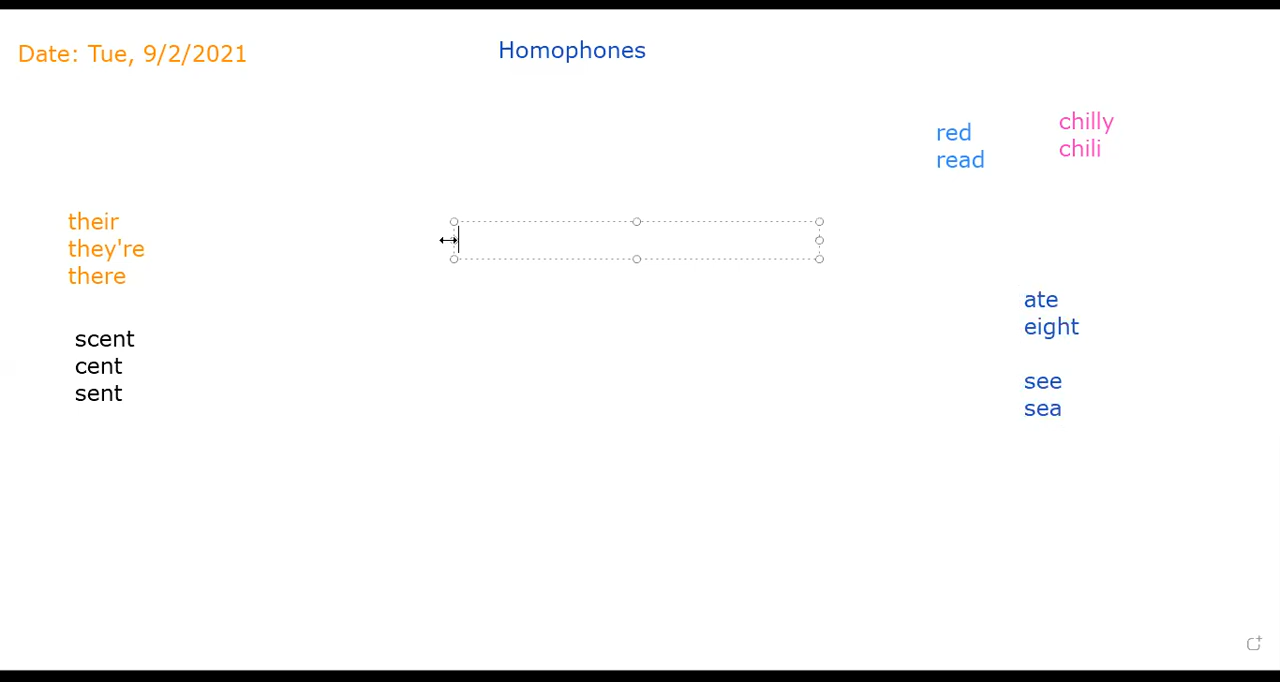 Date: Tue, 9/2/2021
Homophones
red
read
chilly
chili
their
they're
there
scent
cent
sent
ate
eight
see
sea